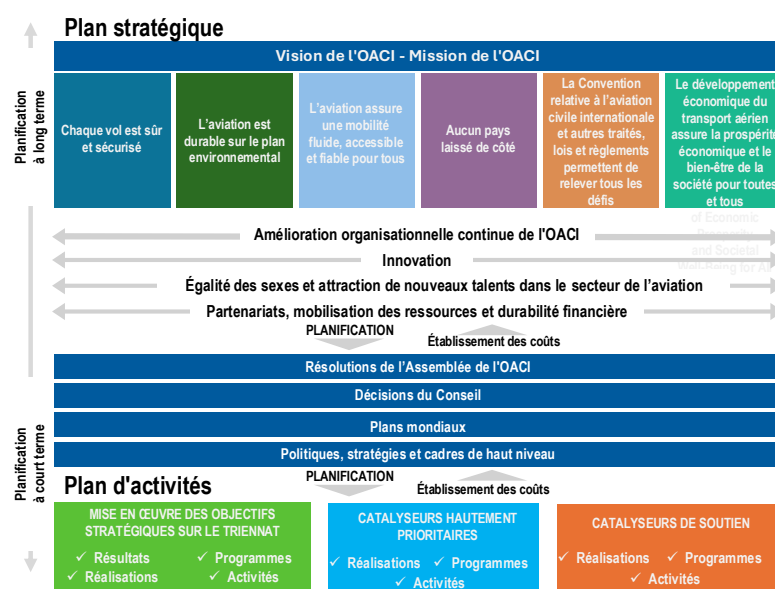 Plan stratégique
Vision de l'OACI - Mission de l'OACI
Planification
à long terme
Chaque vol est sûr
et sécurisé
L'aviation est
durable sur le plan
environnemental
L'aviation assure
une mobilité
fluide, accessible
et fiable pour tous
Aucun pays
laissé de côté
La Convention
relative à l'aviation
civile internationale
et autres traités,
lois et règlements
permettent de
relever tous les
défis
Le développement
économique du
transport aérien
assure la prospérité
économique et le
bien-être de la
société pour toutes
et tous
of Economic
and Societal
Well-Being for All
Amélioration organisationnelle continue de l'OACI
Innovation
Égalité des sexes et attraction de nouveaux talents dans le secteur de l'aviation
Partenariats, mobilisation des ressources et durabilité financière
PLANIFICATION
Établissement des coûts
Résolutions de l'Assemblée de l'OACI
Décisions du Conseil
Plans mondiaux
Politiques, stratégies et cadres de haut niveau
Planification
à court terme
PLANIFICATION
Établissement des coûts
Plan d'activités
MISE EN ŒUVRE DES OBJECTIFS
STRATÉGIQUES SUR LE TRIENNAT
✓ Résultats ✓ Programmes
✓ Réalisations ✓ Activités
CATALYSEURS HAUTEMENT
PRIORITAIRES
✓ Réalisations ✓ Programmes
✓ Activités
CATALYSEURS DE SOUTIEN
✓ Réalisations ✓ Programmes
✓ Activités